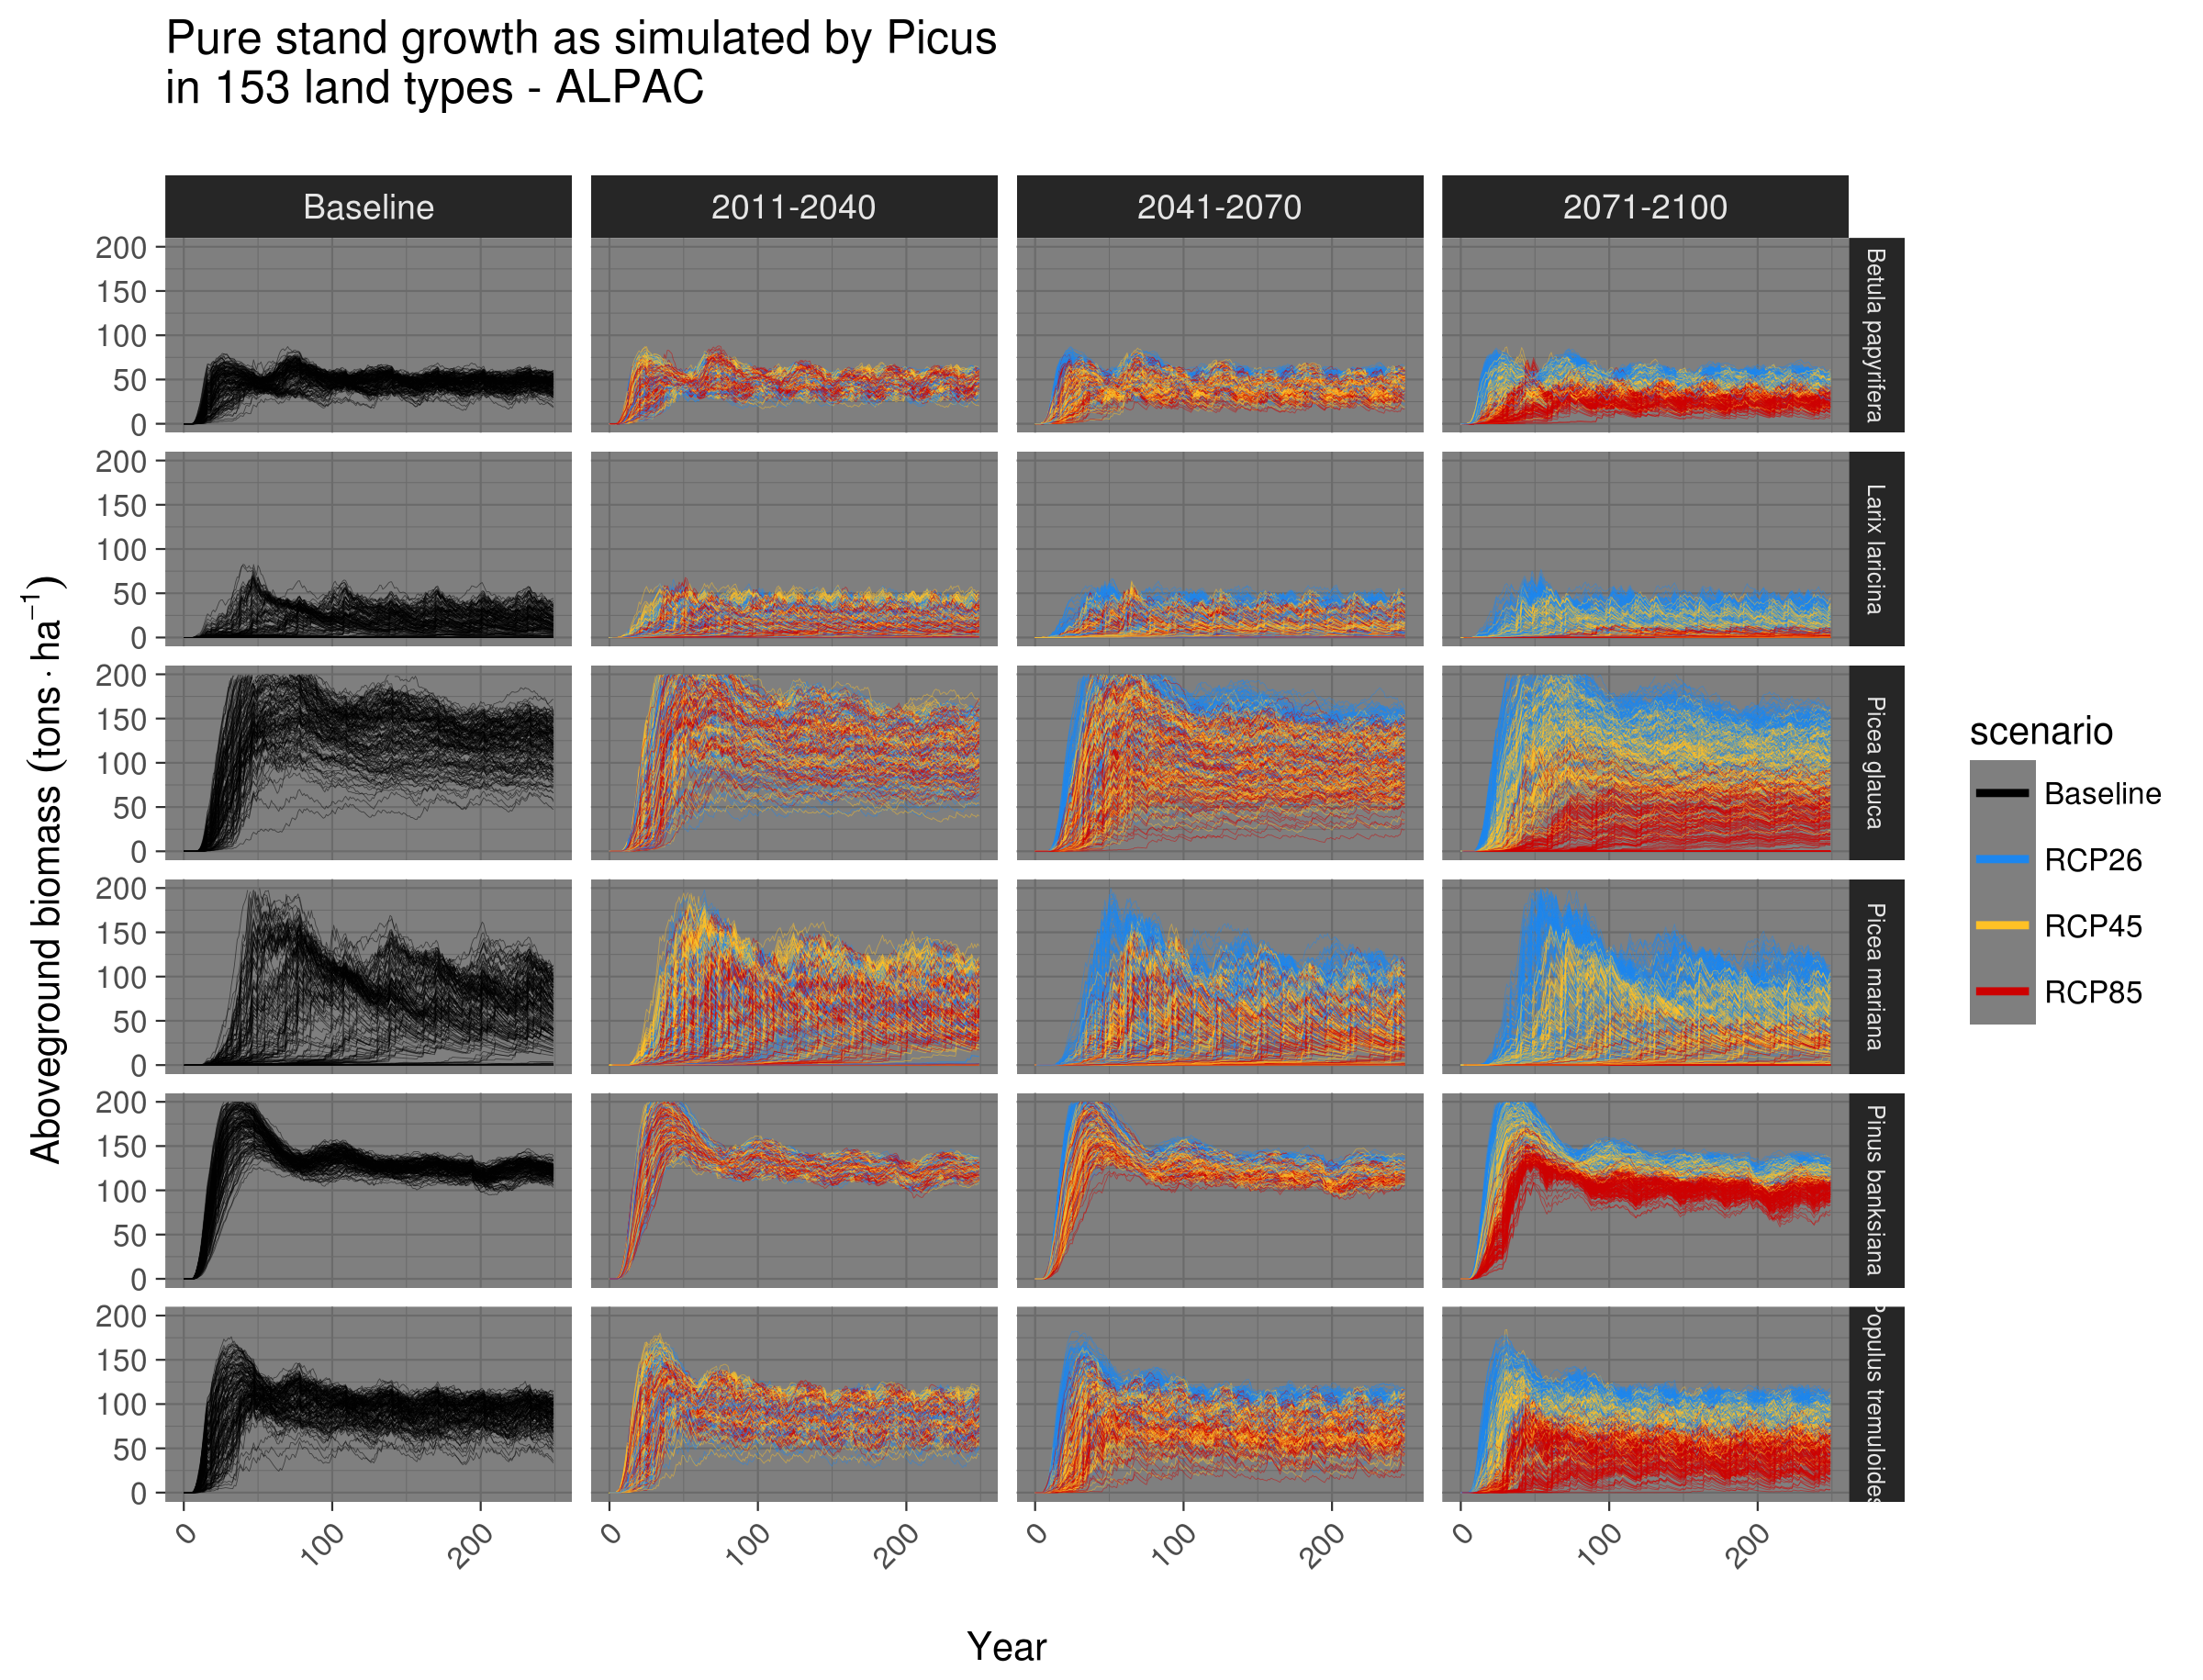 Pure stand growth as simulated by Picus
in 153 land types - ALPAC
Baseline
2011-2040
2041-2070
2071-2100
Aboveground biomass (tons · ha⁻¹)
200
150
100
50
0
Betula papyrifera
200
150
100
50
0
Larix laricina
200
150
100
50
0
Picea glauca
200
150
100
50
0
Picea mariana
200
150
100
50
0
Pinus banksiana
200
150
100
50
0
Populus tremuloides
0
100
200
0
100
200
0
100
200
0
100
200
Year
scenario
Baseline
RCP26
RCP45
RCP85